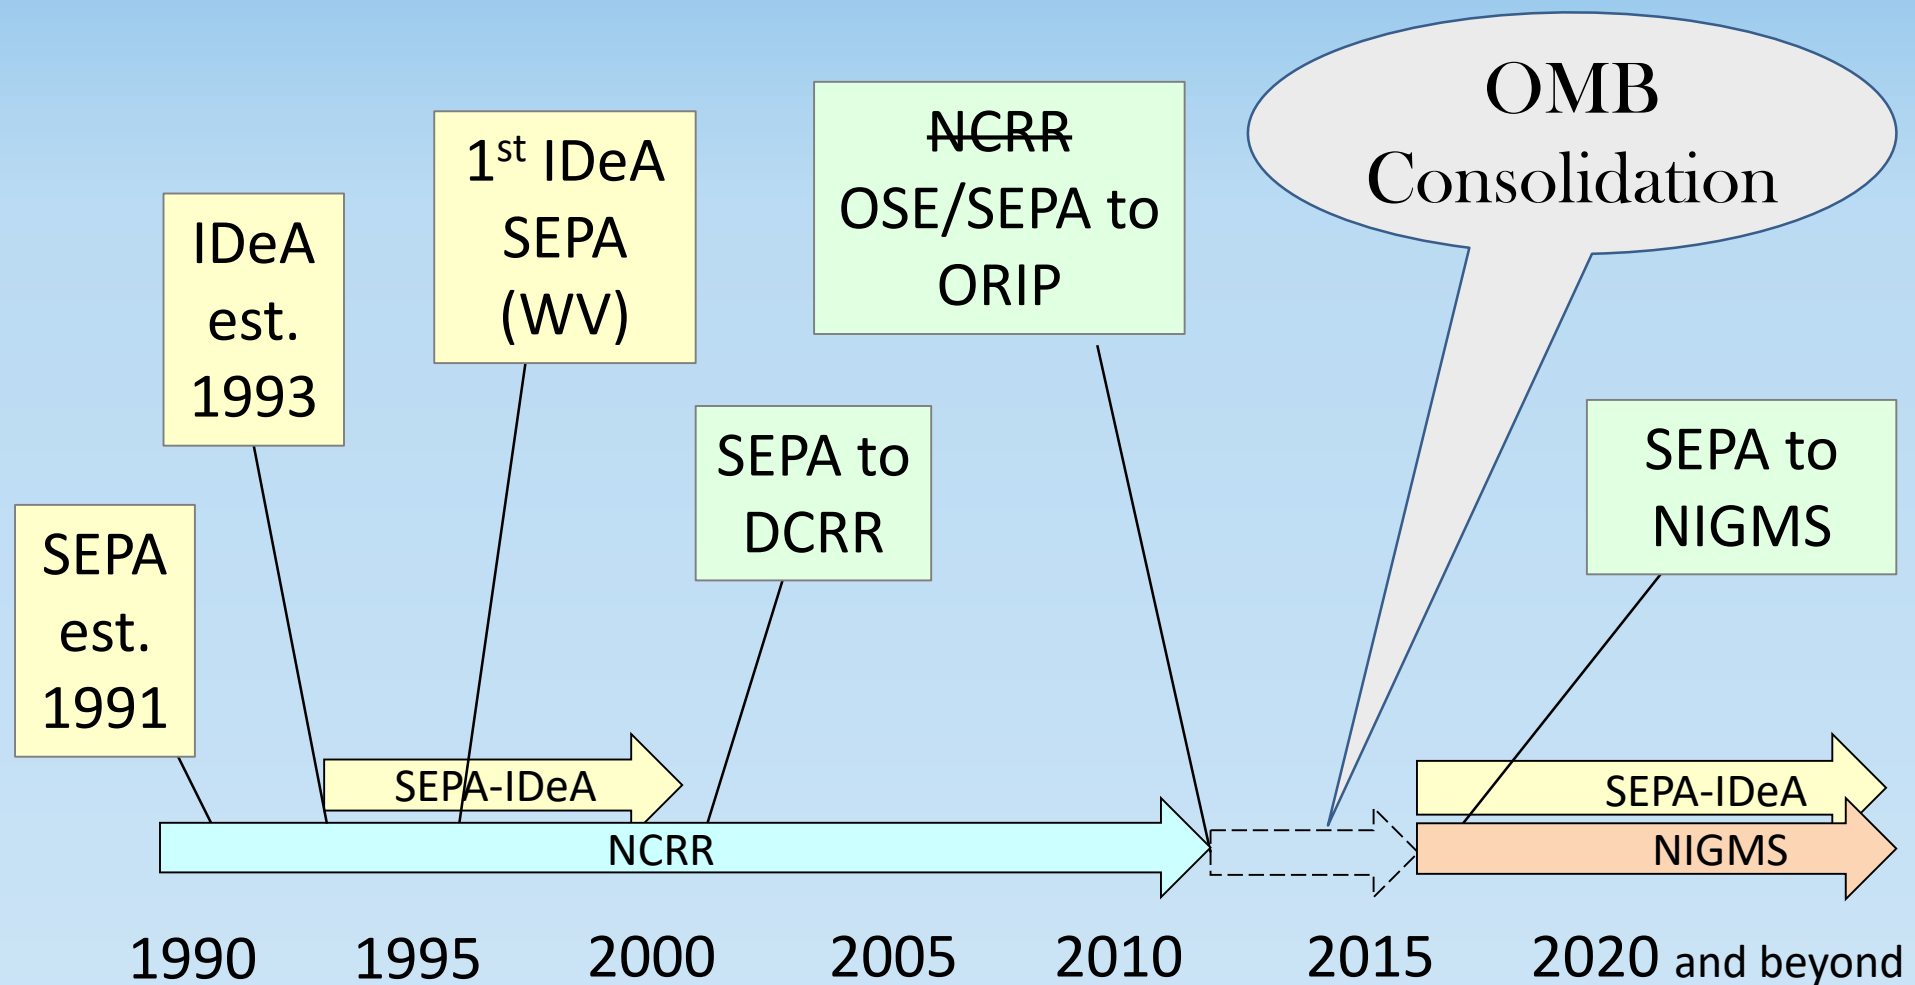 SEPA
est.
1991
IDeA
est.
1993
1st IDeA
SEPA
(WV)
SEPA to
DCRR
NCRR
OSE/SEPA to
ORIP
OMB
Consolidation
SEPA to
NIGMS
SEPA-IDeA
NCRR
SEPA-IDeA
NIGMS
1990 1995 2000 2005 2010 2015 2020 and beyond